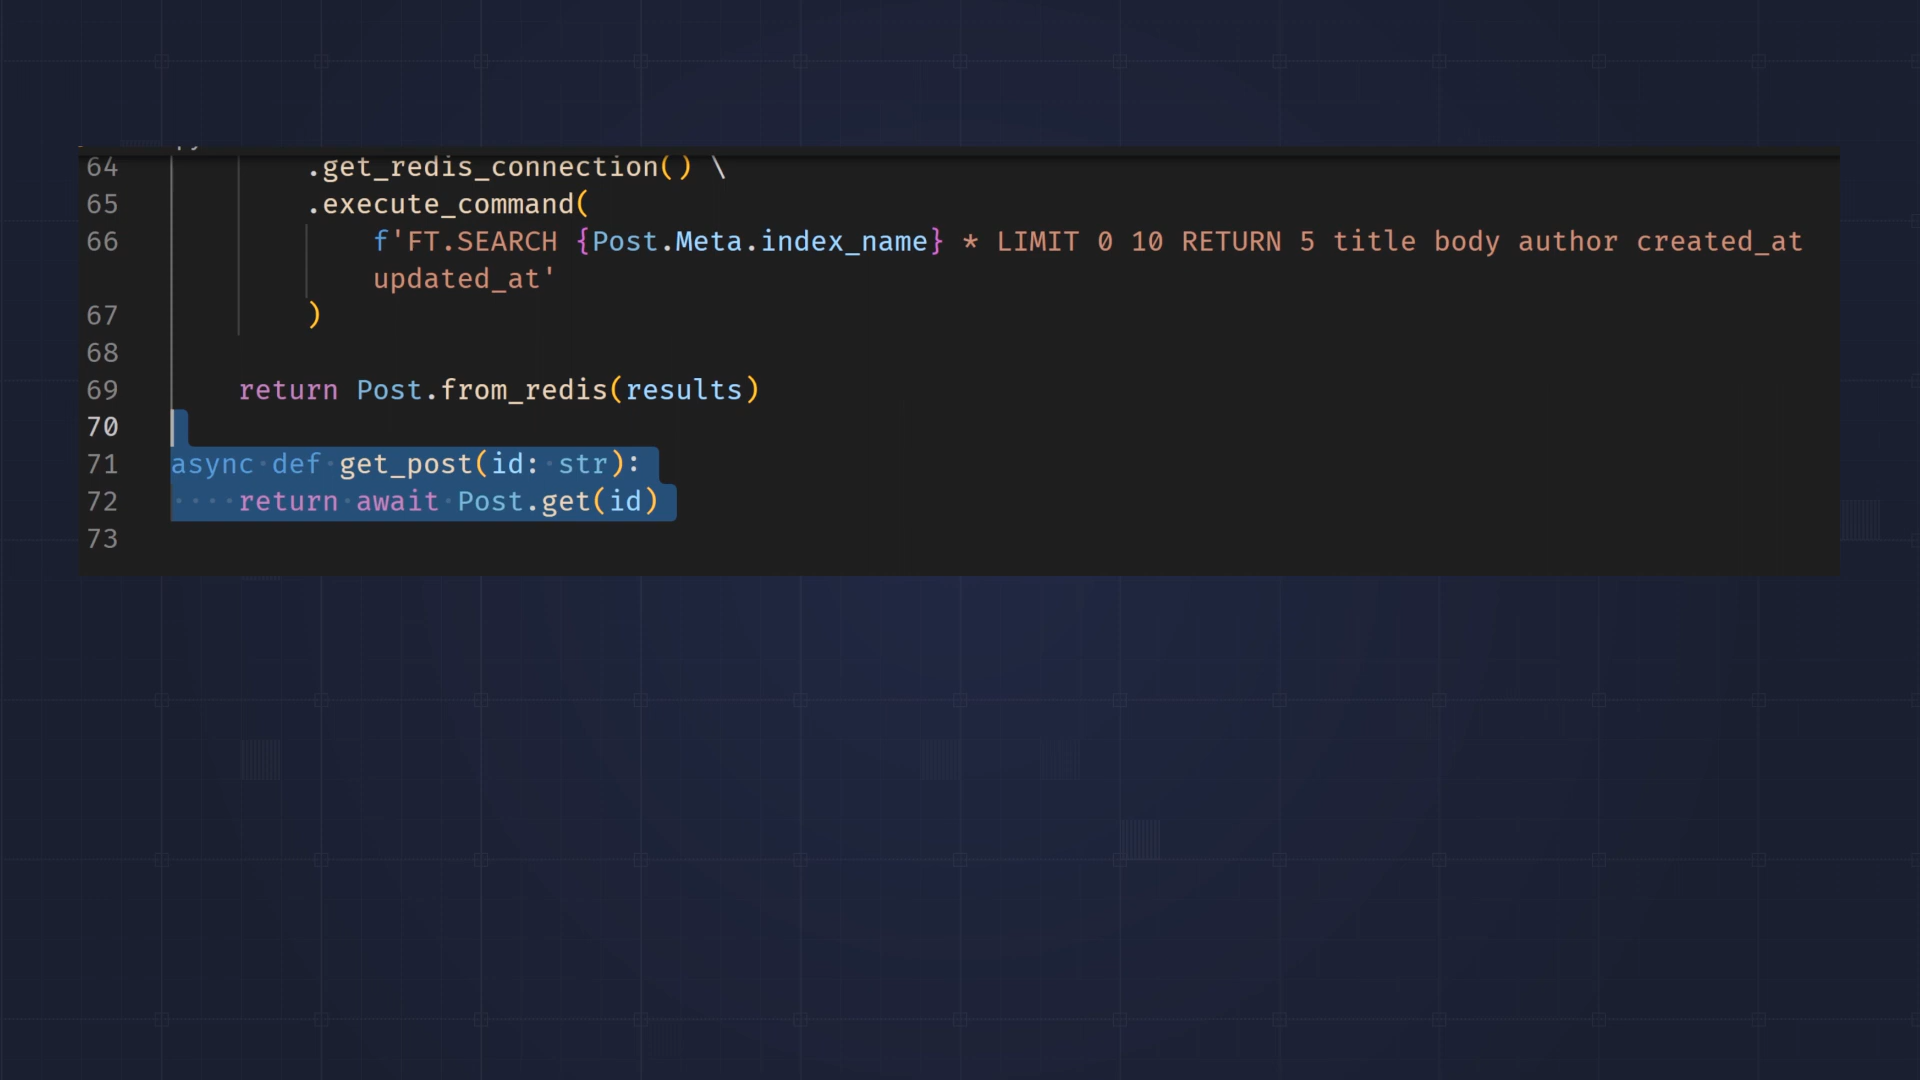 64 .get_redis_connection() \
65 .execute_command(
66 f'FT.SEARCH {Post.Meta.index_name} * LIMIT 0 10 RETURN 5 title body author created_at
updated_at'
67 )
68
69 return Post.from_redis(results)
70
71 async def get_post(id: str):
72 return await Post.get(id)
73